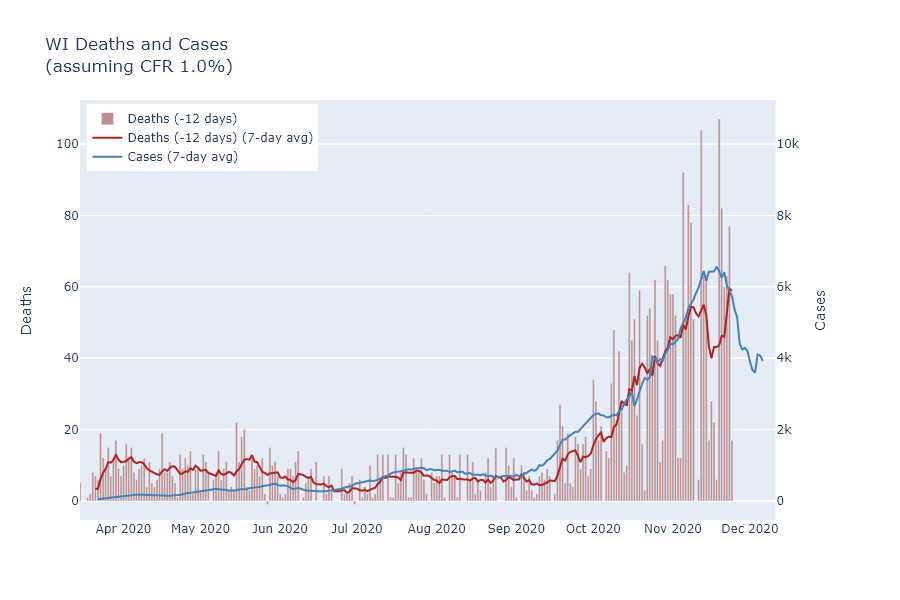 WI Deaths and Cases
(assuming CFR 1.0%)
Deaths (-12 days)
Deaths (-12 days) (7-day avg)
Cases (7-day avg)
100
80
60
40
20
0
Deaths
10k
8k
6k
4k
2k
0
Cases
Apr 2020
May 2020
Jun 2020
Jul 2020
Aug 2020
Sep 2020
Oct 2020
Nov 2020
Dec 2020